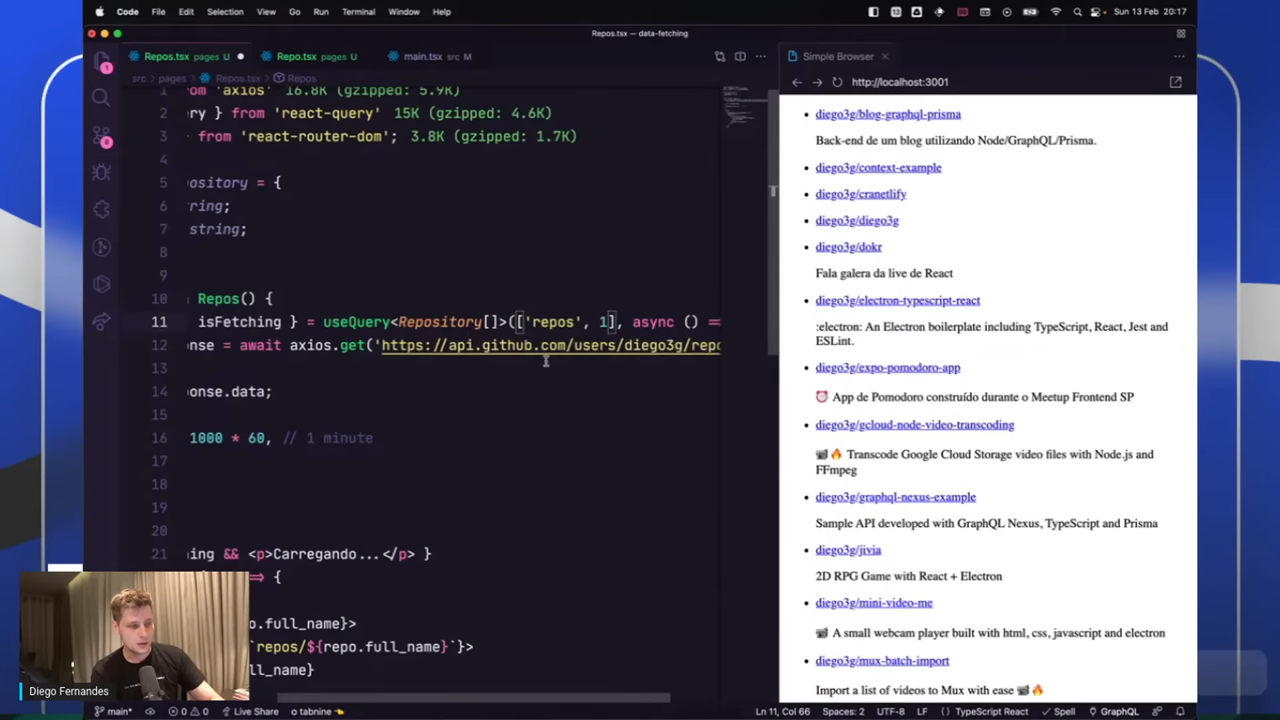 Code File Edit Selection View Go Run Terminal Window Help
Sun 13 Feb 20:17
Repos.tsx — data-fetching
Repos.tsx pages U
Repo.tsx pages U
main.tsx src M
src › pages › Repos.tsx › Repos
1 om 'axios' 16.8K (gzipped: 5.9K)
2 ery } from 'react-query' 15K (gzipped: 4.6K)
3 from 'react-router-dom'; 3.8K (gzipped: 1.7K)
4
5 pository = {
6 ring;
7 string;
8
9
10 Repos() {
11 isFetching } = useQuery<Repository[]>(['repos', 1], async () =>
12 onse = await axios.get('https://api.github.com/users/diego3g/repo
13
14 onse.data;
15
16 1000 * 60, // 1 minute
17
18
19
20
21 ning && <p>Carregando...</p> }
=> {
o.full_name}>
`repos/${repo.full_name}`}>
full_name}
Simple Browser
http://localhost:3001
• diego3g/blog-graphql-prisma
Back-end de um blog utilizando Node/GraphQL/Prisma.
• diego3g/context-example
• diego3g/cranetlify
• diego3g/diego3g
• diego3g/dokr
Fala galera da live de React
• diego3g/electron-typescript-react
:electron: An Electron boilerplate including TypeScript, React, Jest and
ESLint.
• diego3g/expo-pomodoro-app
⏰ App de Pomodoro construído durante o Meetup Frontend SP
• diego3g/gcloud-node-video-transcoding
📹🔥 Transcode Google Cloud Storage video files with Node.js and
FFmpeg
• diego3g/graphql-nexus-example
Sample API developed with GraphQL Nexus, TypeScript and Prisma
• diego3g/jivia
2D RPG Game with React + Electron
• diego3g/mini-video-me
📹 A small webcam player built with html, css, javascript and electron
• diego3g/mux-batch-import
Import a list of videos to Mux with ease 📹🔥
Diego Fernandes
main* 0 0 Live Share tabnine Ln 11, Col 66 Spaces: 2 UTF-8 LF TypeScript React Spell GraphQL